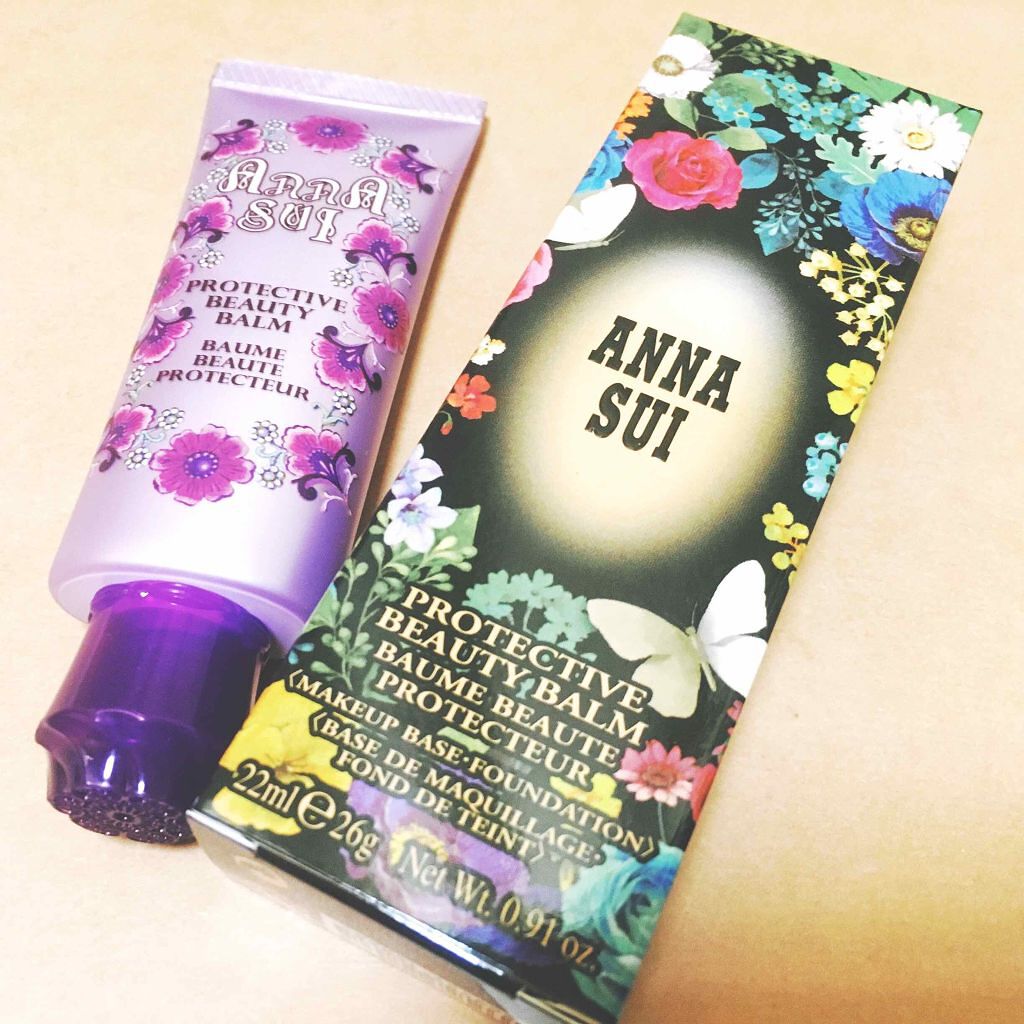 ANNA
SUI
PROTECTIVE
BEAUTY
BALM
BAUME
BEAUTE
PROTECTEUR
ANNA
SUI
PROTECTIVE
BEAUTY BALM
BAUME BEAUTE
PROTECTEUR
〈MAKEUP BASE·FOUNDATION〉
〈BASE DE MAQUILLAGE·
FOND DE TEINT〉
22ml ℮ 26g Net Wt. 0.91 oz.